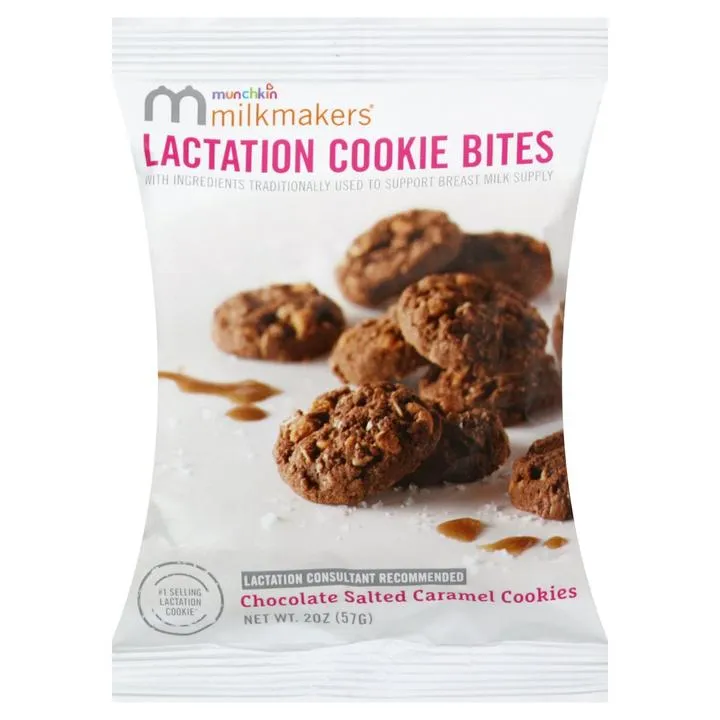 munchkin
milkmakers®
LACTATION COOKIE BITES
WITH INGREDIENTS TRADITIONALLY USED TO SUPPORT BREAST MILK SUPPLY
#1 SELLING
LACTATION
COOKIE*
LACTATION CONSULTANT RECOMMENDED
Chocolate Salted Caramel Cookies
NET WT. 2OZ (57G)